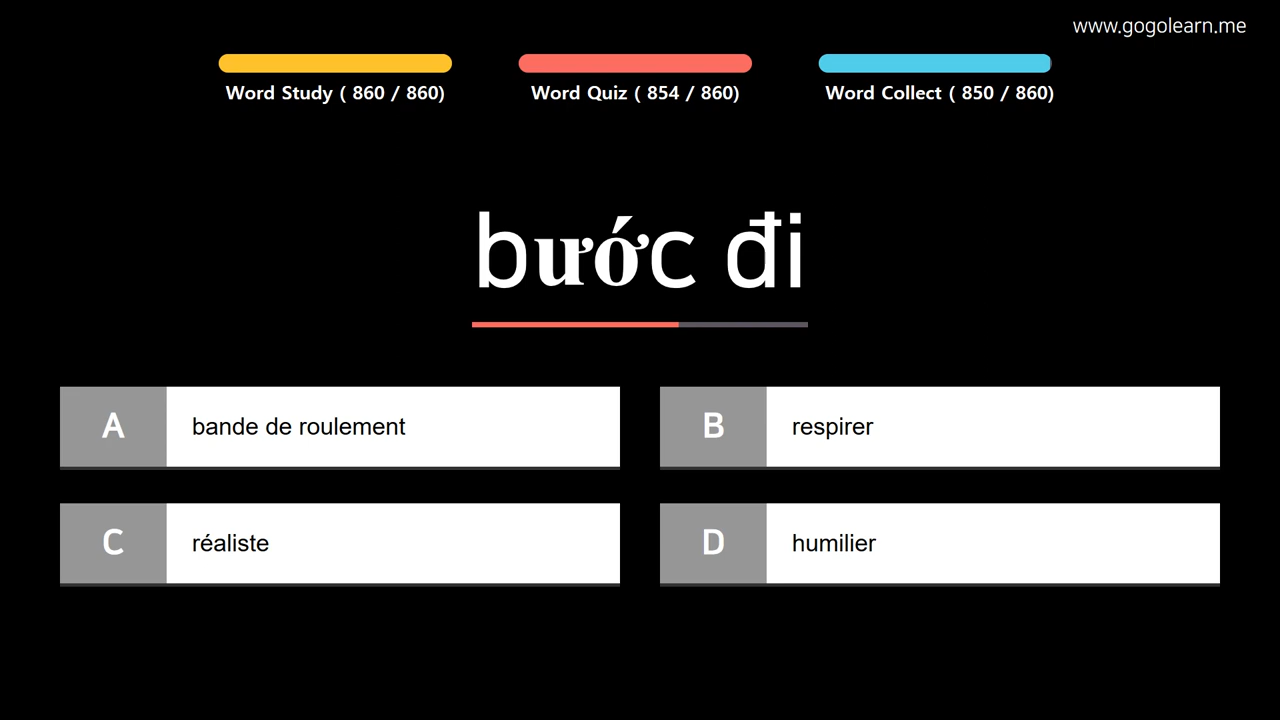 www.gogolearn.me
Word Study ( 860 / 860)
Word Quiz ( 854 / 860)
Word Collect ( 850 / 860)
bước đi
A bande de roulement
B respirer
C réaliste
D humilier